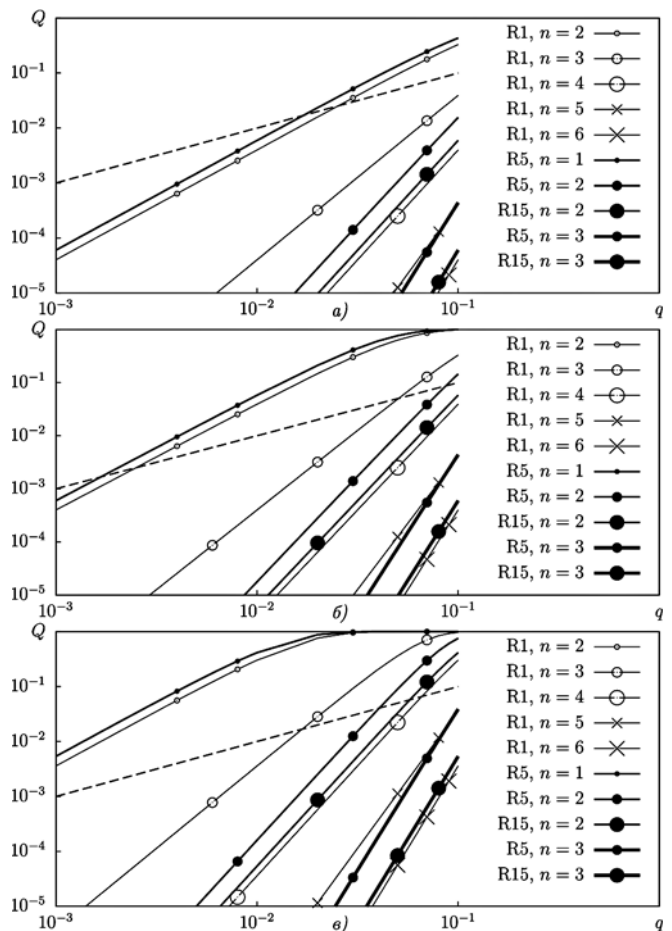 Q
10⁻¹
10⁻²
10⁻³
10⁻⁴
10⁻⁵
R1, n = 2
R1, n = 3
R1, n = 4
R1, n = 5
R1, n = 6
R5, n = 1
R5, n = 2
R15, n = 2
R5, n = 3
R15, n = 3
10⁻³ 10⁻² а) 10⁻¹ q
Q
10⁻¹
10⁻²
10⁻³
10⁻⁴
10⁻⁵
R1, n = 2
R1, n = 3
R1, n = 4
R1, n = 5
R1, n = 6
R5, n = 1
R5, n = 2
R15, n = 2
R5, n = 3
R15, n = 3
10⁻³ 10⁻² б) 10⁻¹ q
Q
10⁻¹
10⁻²
10⁻³
10⁻⁴
10⁻⁵
R1, n = 2
R1, n = 3
R1, n = 4
R1, n = 5
R1, n = 6
R5, n = 1
R5, n = 2
R15, n = 2
R5, n = 3
R15, n = 3
10⁻³ 10⁻² в) 10⁻¹ q